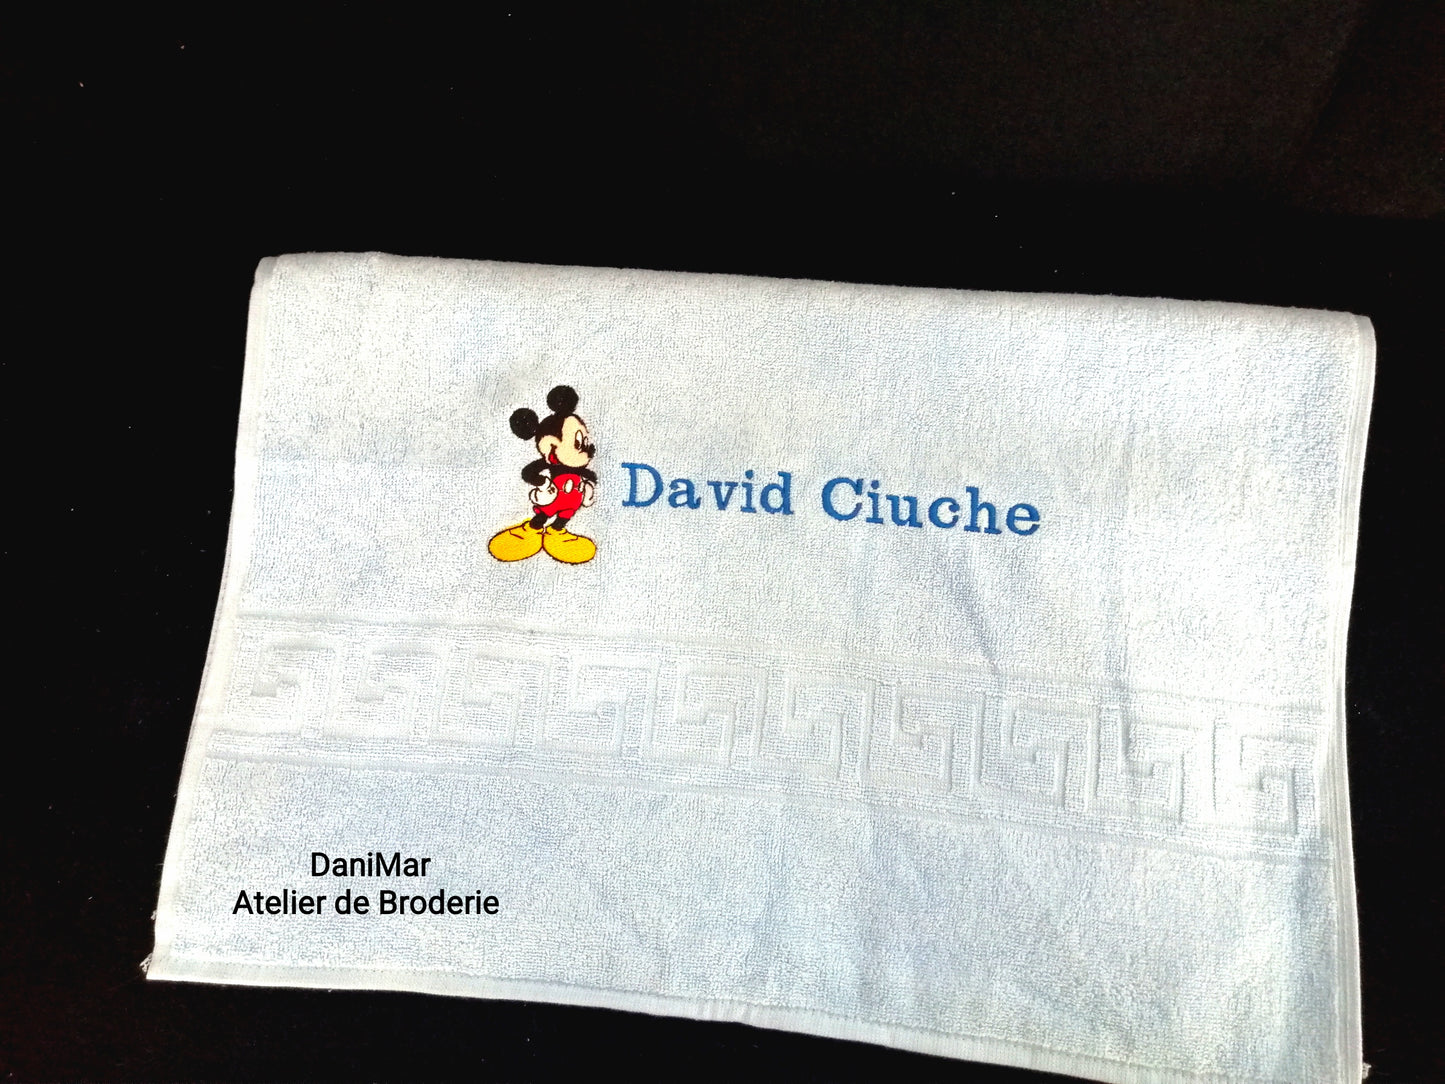 David Ciuche
DaniMar
Atelier de Broderie